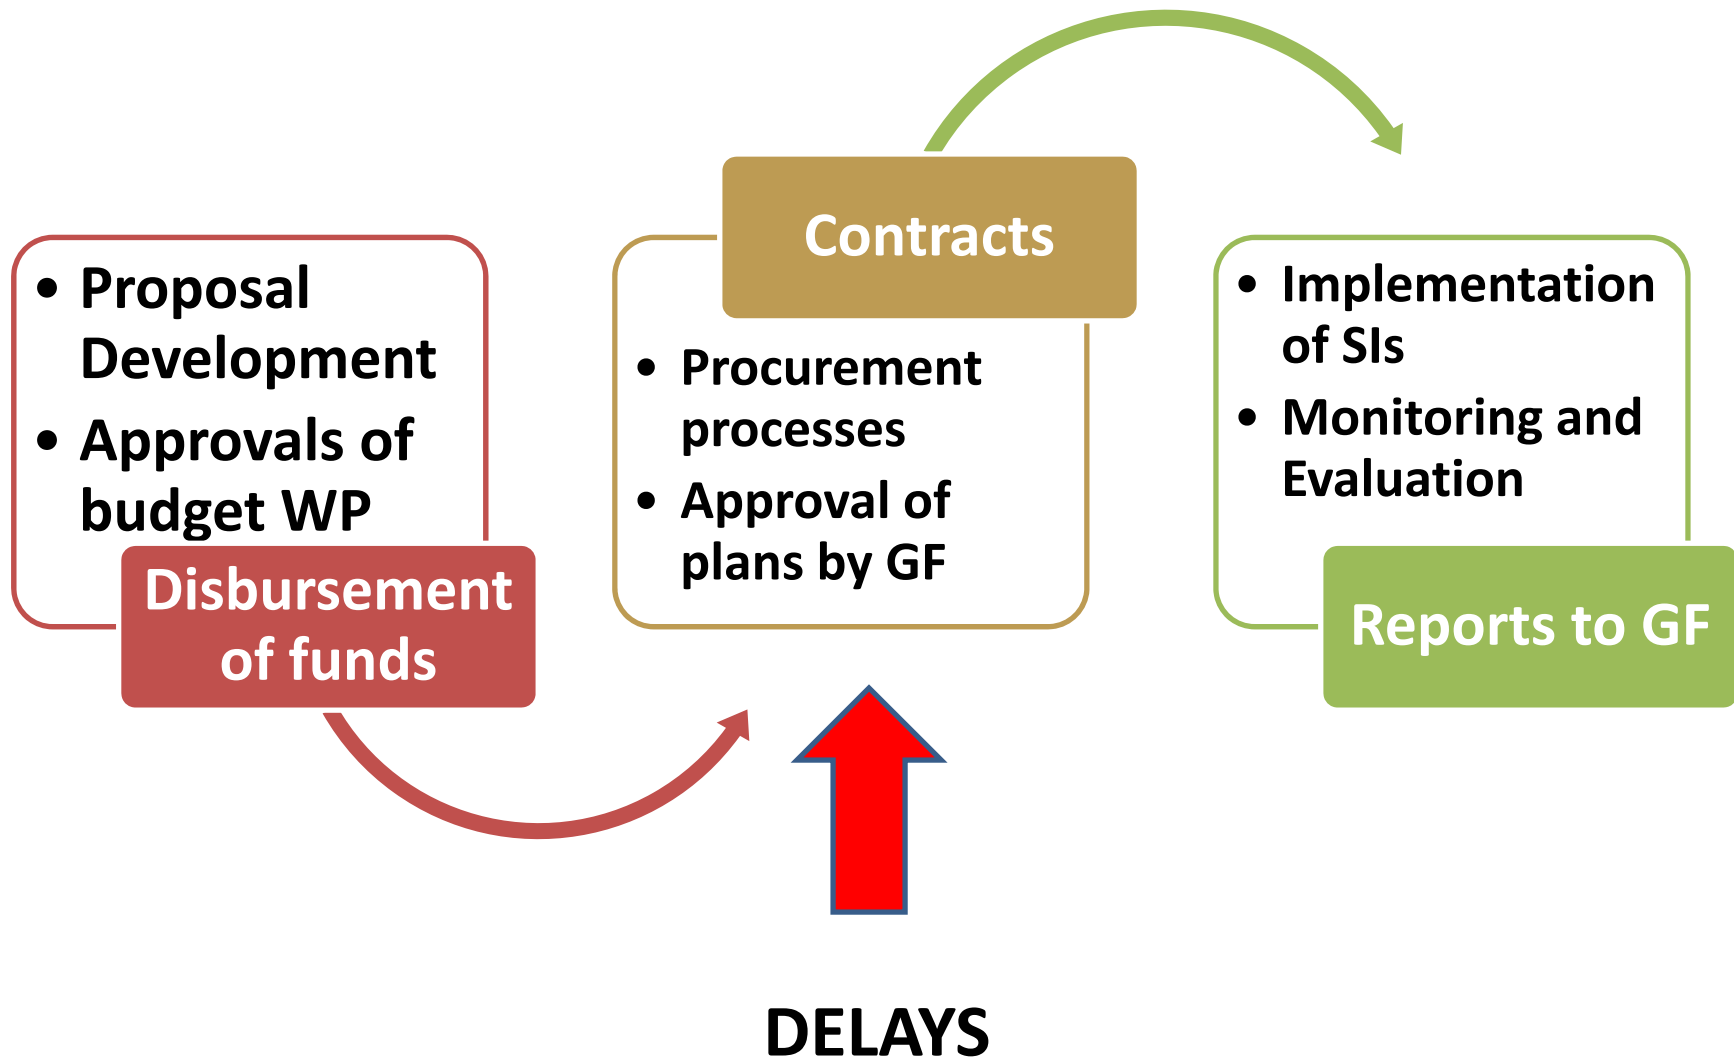 • Proposal
Development
• Approvals of
budget WP
Disbursement
of funds
Contracts
• Procurement
processes
• Approval of
plans by GF
• Implementation
of SIs
• Monitoring and
Evaluation
Reports to GF
DELAYS